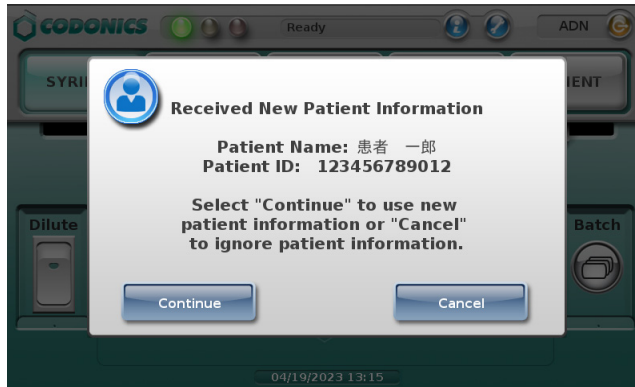 CODONICS
Ready
ADN
SYRI
IENT
Received New Patient Information
Patient Name: 患者　一郎
Patient ID: 123456789012
Select "Continue" to use new
patient information or "Cancel"
to ignore patient information.
Dilute
Batch
Continue
Cancel
04/19/2023 13:15